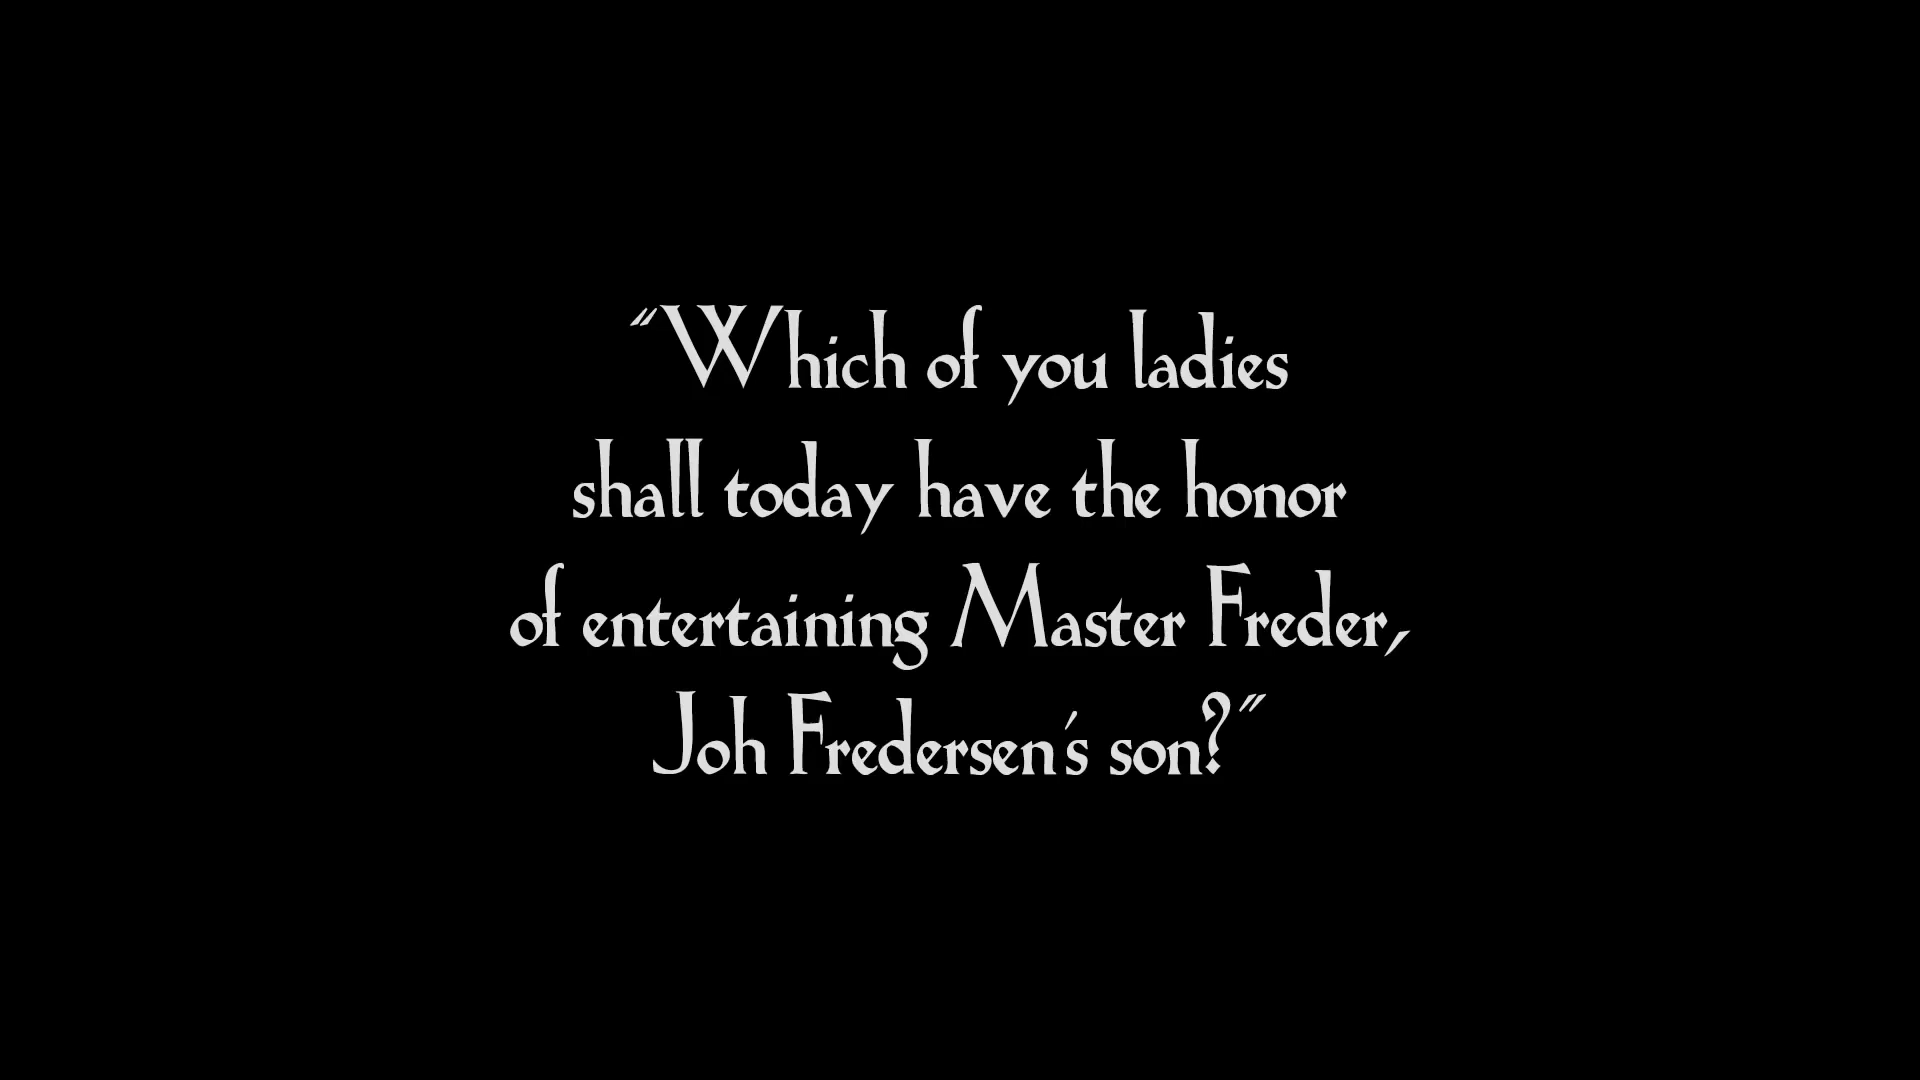 “Which of you ladies
shall today have the honor
of entertaining Master Freder,
Joh Fredersen's son?”